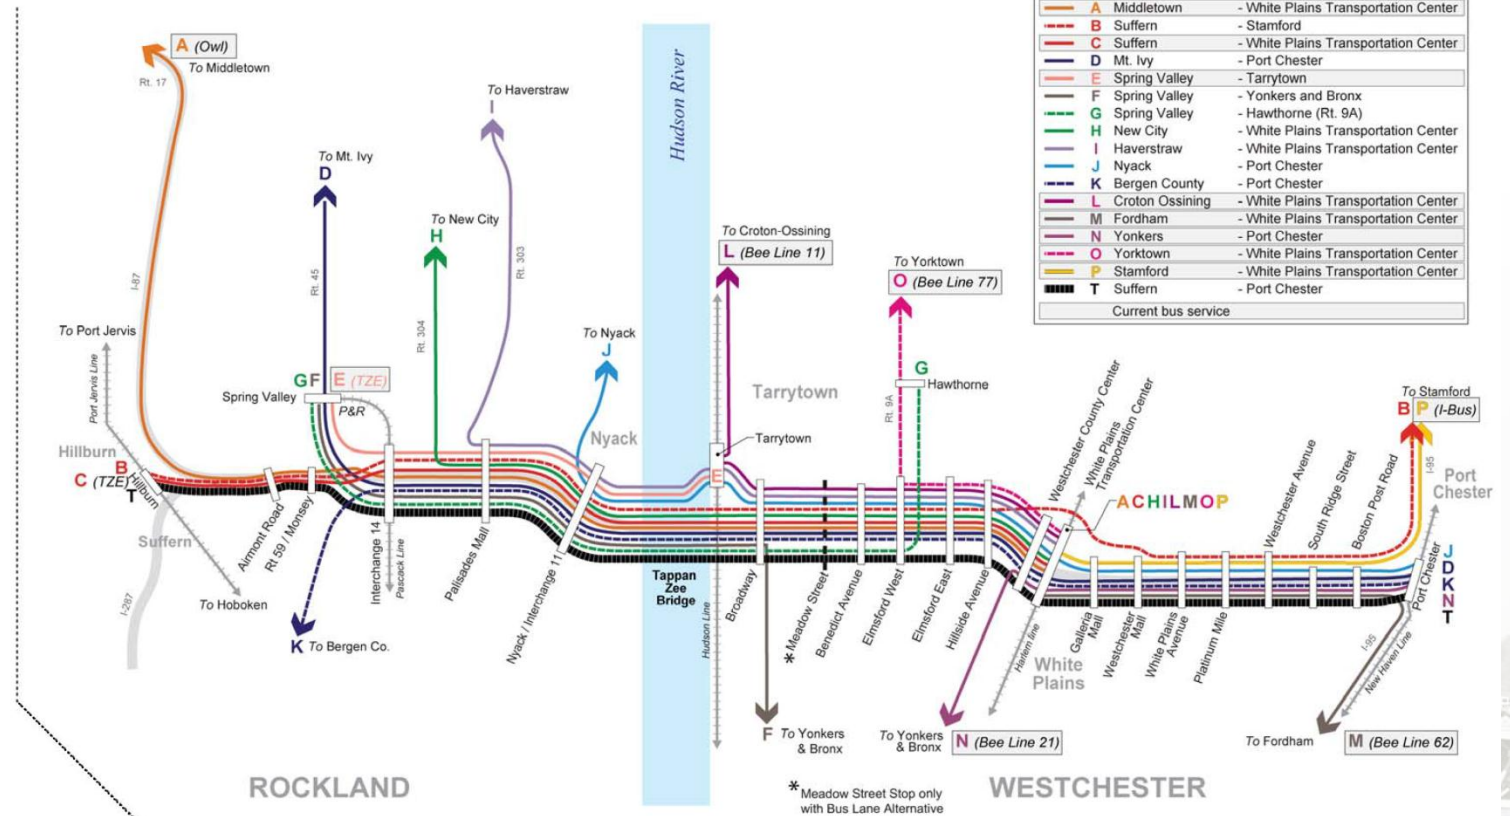 A (Owl)
To Middletown
Rt. 17
To Haverstraw
I
Hudson River
To Mt. Ivy
D
To New City
H
Rt. 303
I-87
Rt. 45
Rt. 304
To Port Jervis
Port Jervis Line
To Nyack
J
To Croton-Ossining
L (Bee Line 11)
To Yorktown
O (Bee Line 77)
G
Hawthorne
Rt. 9A
A Middletown - White Plains Transportation Center
B Suffern - Stamford
C Suffern - White Plains Transportation Center
D Mt. Ivy - Port Chester
E Spring Valley - Tarrytown
F Spring Valley - Yonkers and Bronx
G Spring Valley - Hawthorne (Rt. 9A)
H New City - White Plains Transportation Center
I Haverstraw - White Plains Transportation Center
J Nyack - Port Chester
K Bergen County - Port Chester
L Croton Ossining - White Plains Transportation Center
M Fordham - White Plains Transportation Center
N Yonkers - Port Chester
O Yorktown - White Plains Transportation Center
P Stamford - White Plains Transportation Center
T Suffern - Port Chester
Current bus service
G F E (TZE)
Spring Valley
P&R
Tarrytown
Tarrytown
E
Nyack
Hillburn
B
C (TZE)
T
Hillburn
Suffern
I-287
To Hoboken
Airmont Road
Rt 59 / Monsey
K To Bergen Co.
Interchange 14
Pascack Line
Palisades Mall
Nyack / Interchange 11
Tappan
Zee
Bridge
Hudson Line
Broadway
* Meadow Street
Benedict Avenue
Elmsford West
Elmsford East
Hillside Avenue
Westchester County Center
White Plains
Transportation Center
ACHILMOP
Harlem line
White
Plains
Galleria
Mall
Westchester
Mall
White Plains
Avenue
Platinum Mile
Westchester Avenue
South Ridge Street
Boston Post Road
To Stamford
B P (I-Bus)
I-95
Port
Chester
Port Chester
J
D
K
N
T
I-95
New Haven Line
F To Yonkers
& Bronx
To Yonkers
& Bronx
N (Bee Line 21)
To Fordham
M (Bee Line 62)
ROCKLAND
WESTCHESTER
* Meadow Street Stop only
with Bus Lane Alternative